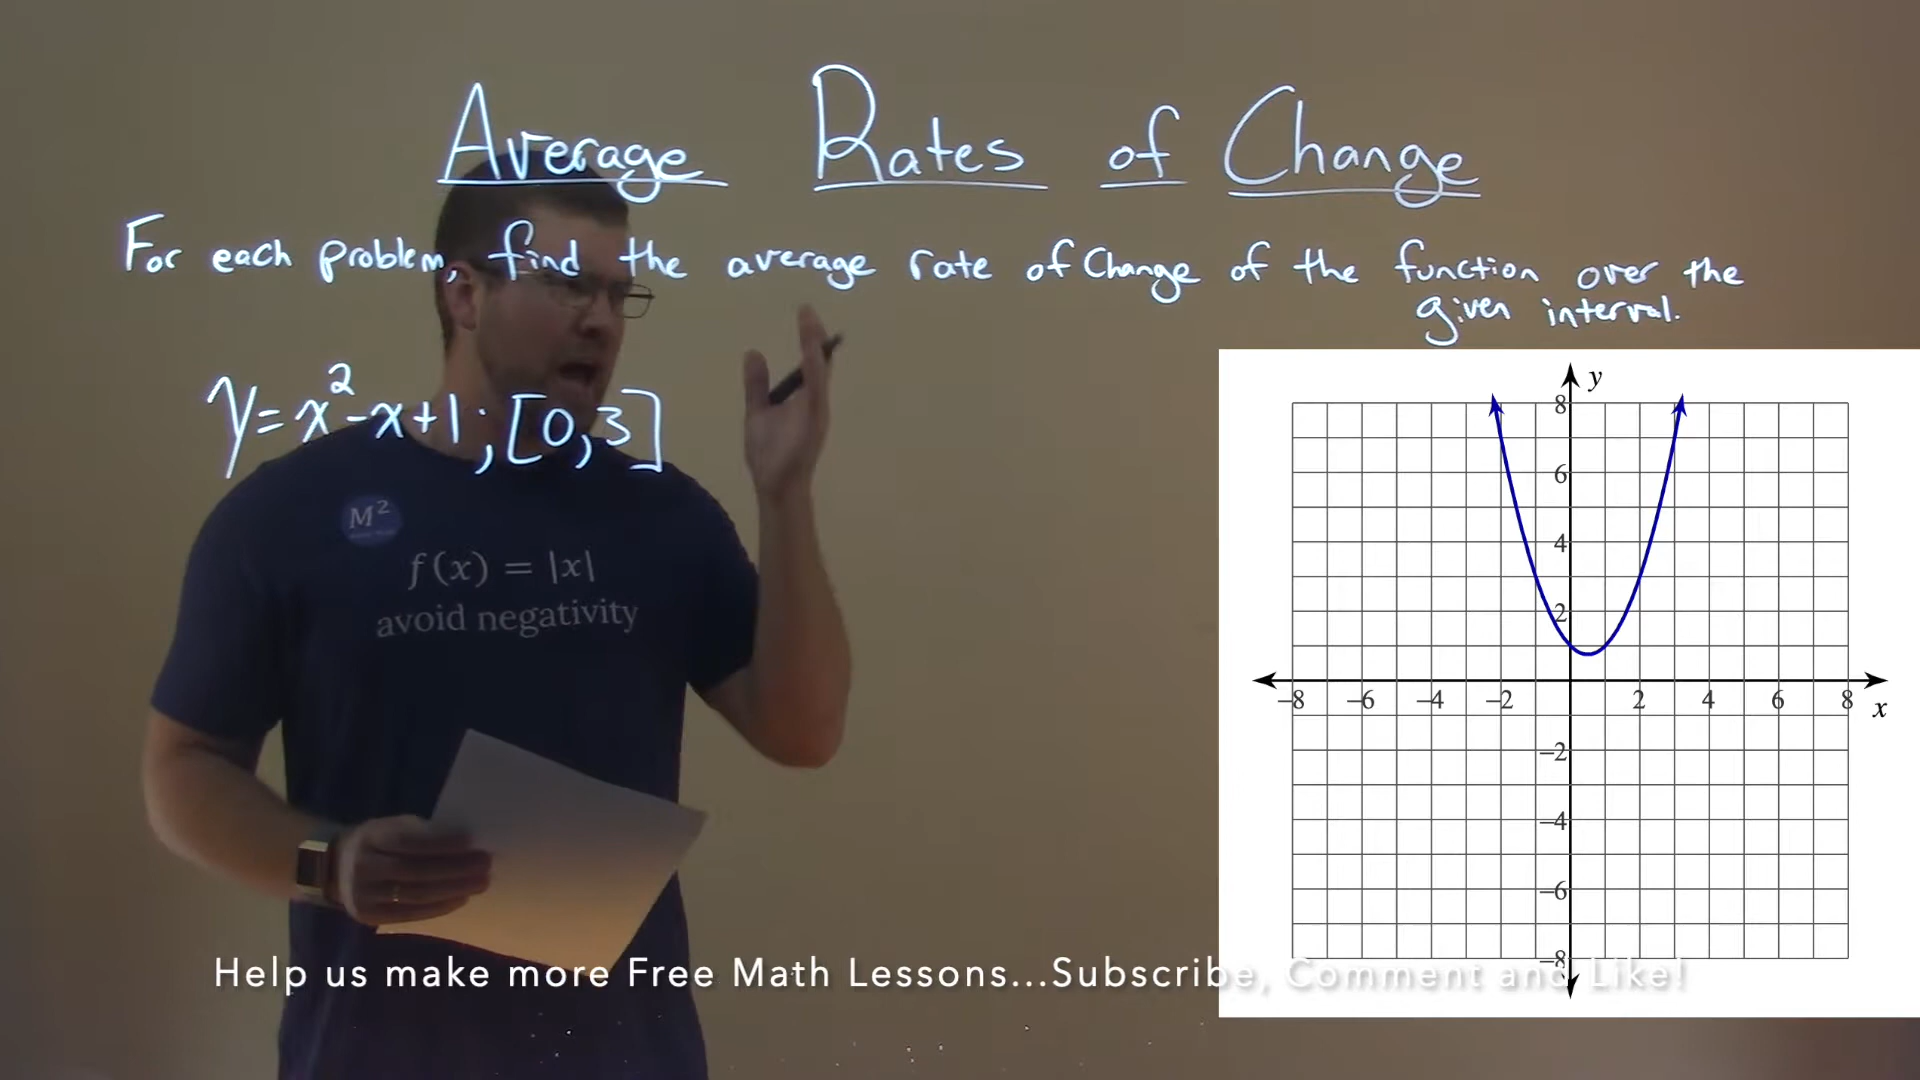 Average Rates of Change
For each problem, find the average rate of Change of the function over the
given interval.
y=x²-x+1; [0,3]
M²
f(x) = |x|
avoid negativity
y
8
6
4
2
-8 -6 -4 -2 2 4 6 8 x
-2
-4
-6
-8
Help us make more Free Math Lessons...Subscribe, Comment and Like!